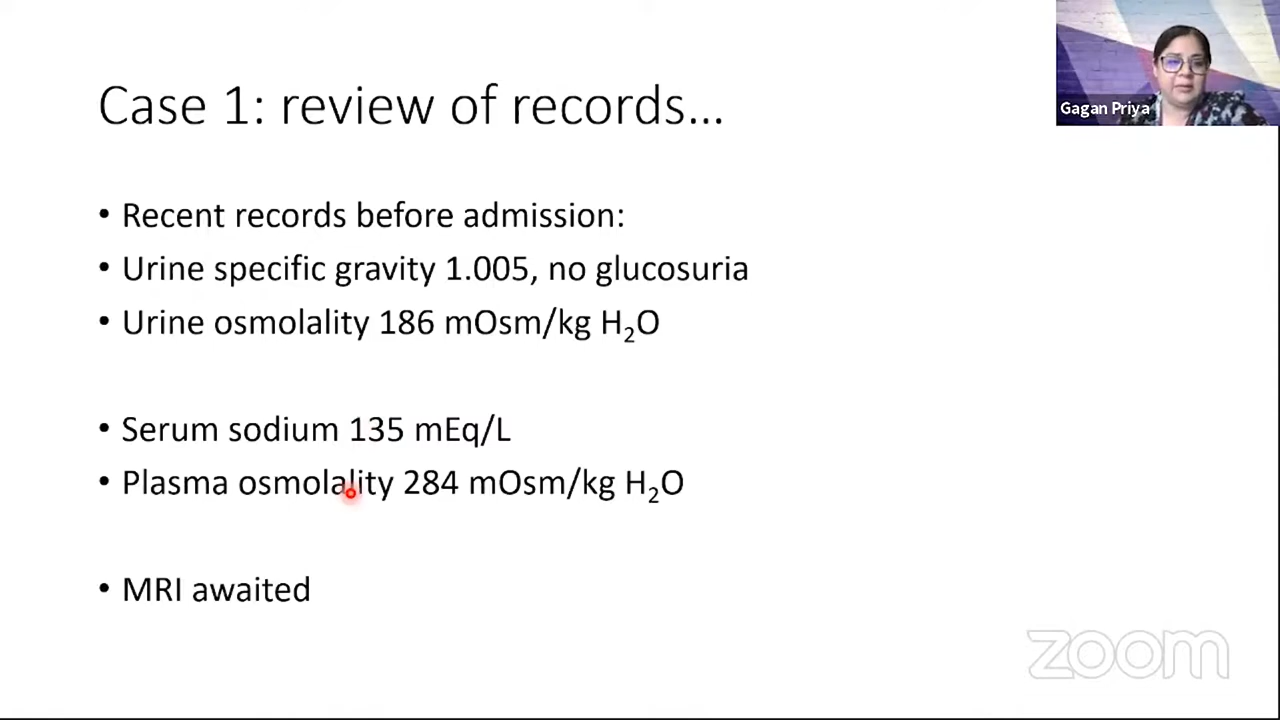 Case 1: review of records...
Gagan Priya
• Recent records before admission:
• Urine specific gravity 1.005, no glucosuria
• Urine osmolality 186 mOsm/kg H₂O
• Serum sodium 135 mEq/L
• Plasma osmolality 284 mOsm/kg H₂O
• MRI awaited
zoom